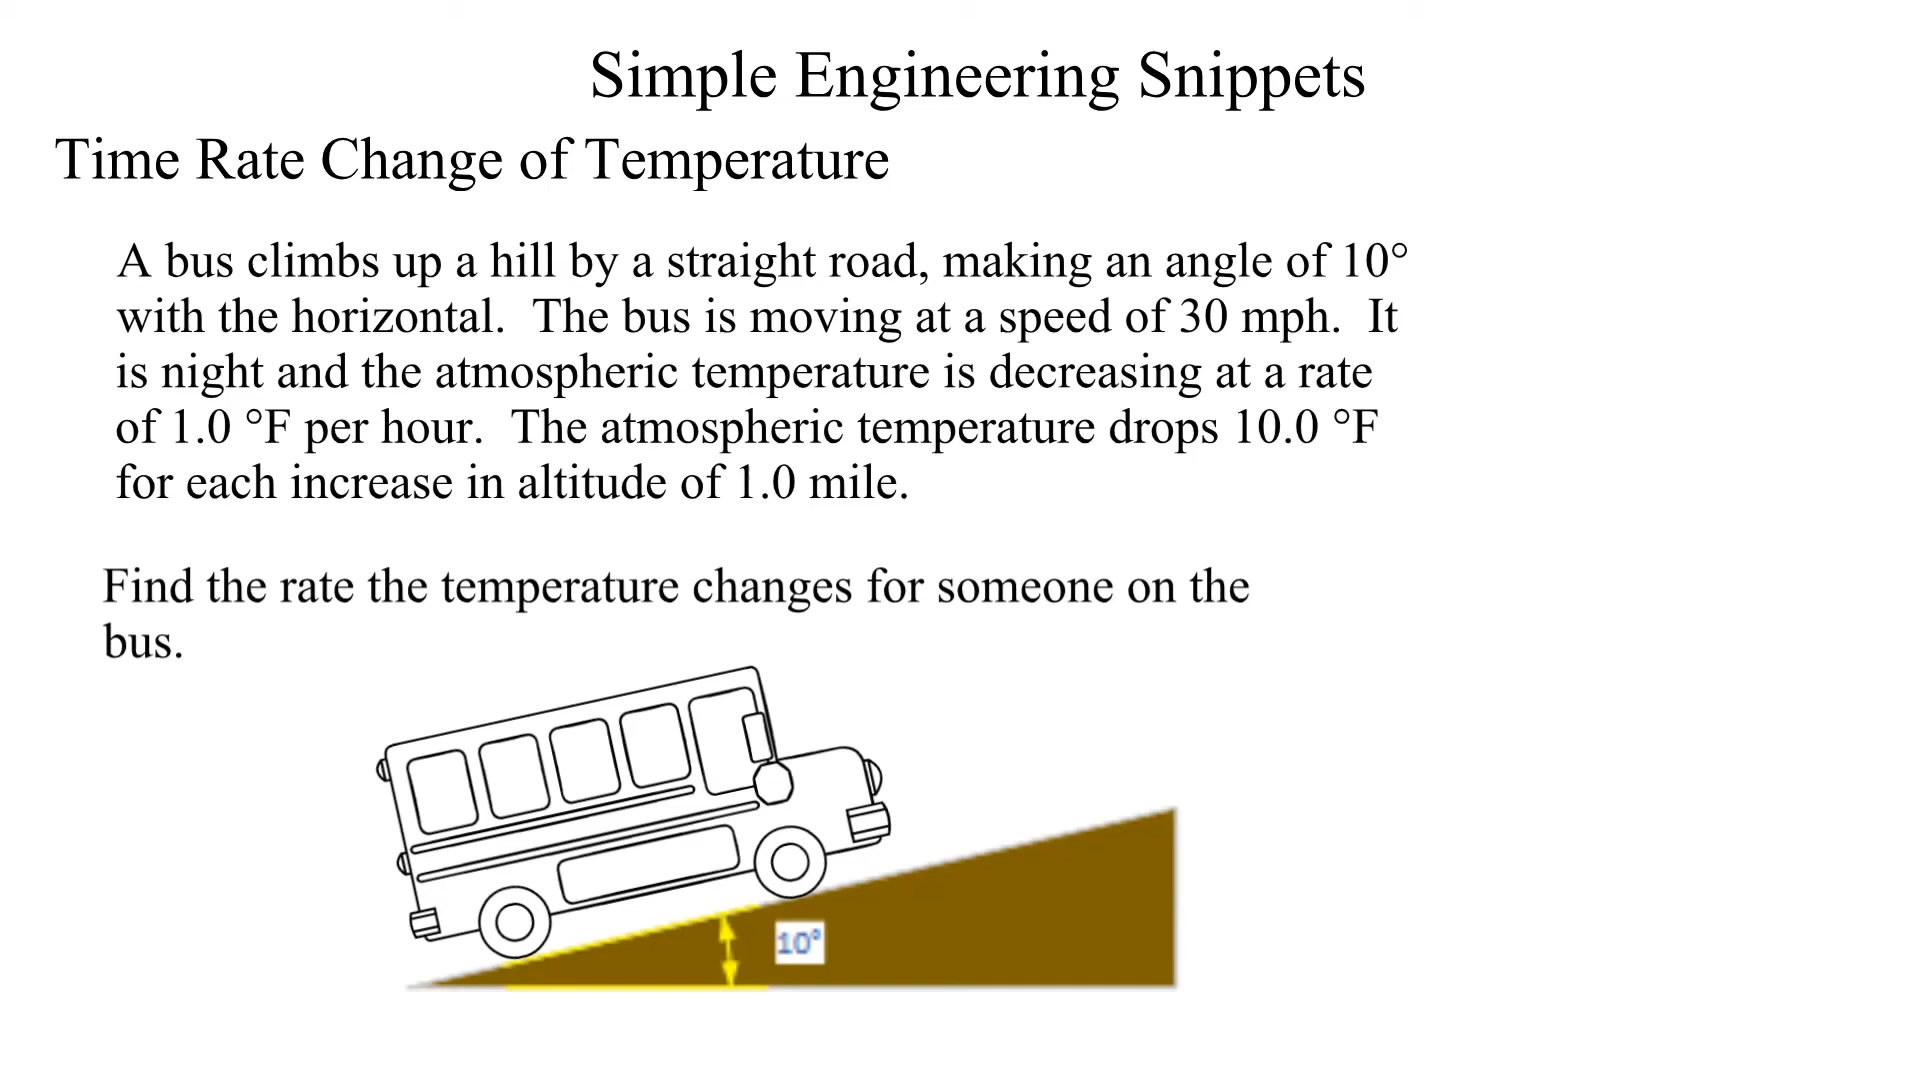 Simple Engineering Snippets
Time Rate Change of Temperature
A bus climbs up a hill by a straight road, making an angle of 10°
with the horizontal.  The bus is moving at a speed of 30 mph.  It
is night and the atmospheric temperature is decreasing at a rate
of 1.0 °F per hour.  The atmospheric temperature drops 10.0 °F
for each increase in altitude of 1.0 mile.
Find the rate the temperature changes for someone on the
bus.
10°